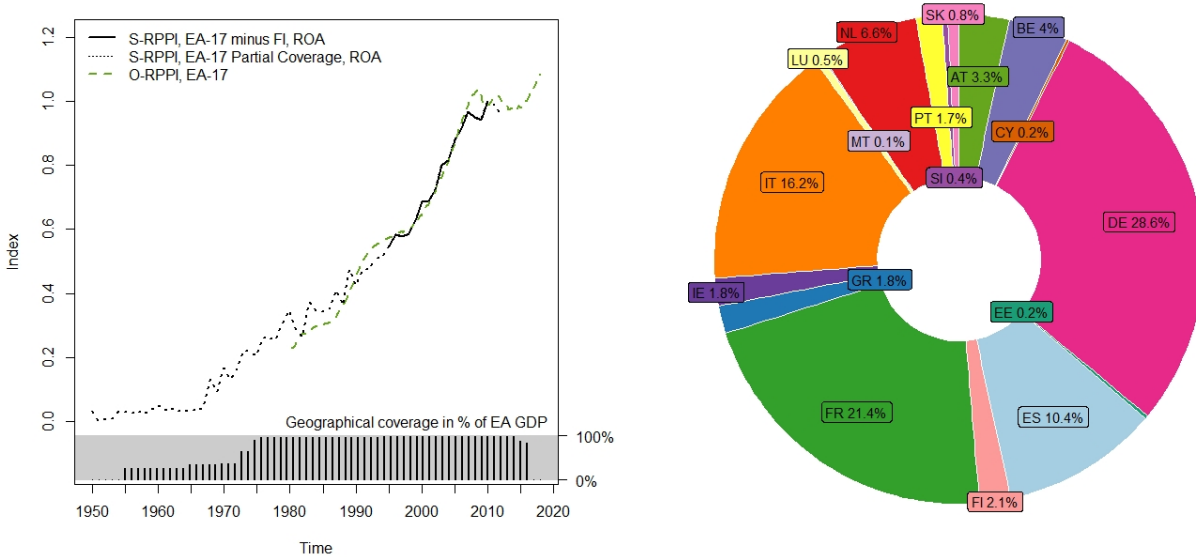 S-RPPI, EA-17 minus FI, ROA
S-RPPI, EA-17 Partial Coverage, ROA
O-RPPI, EA-17
1.2
1.0
0.8
0.6
0.4
0.2
0.0
Index
Geographical coverage in % of EA GDP
100%
0%
1950
1960
1970
1980
1990
2000
2010
2020
Time
SK 0.8%
NL 6.6%
BE 4%
LU 0.5%
AT 3.3%
PT 1.7%
CY 0.2%
MT 0.1%
SI 0.4%
IT 16.2%
DE 28.6%
GR 1.8%
IE 1.8%
EE 0.2%
FR 21.4%
ES 10.4%
FI 2.1%